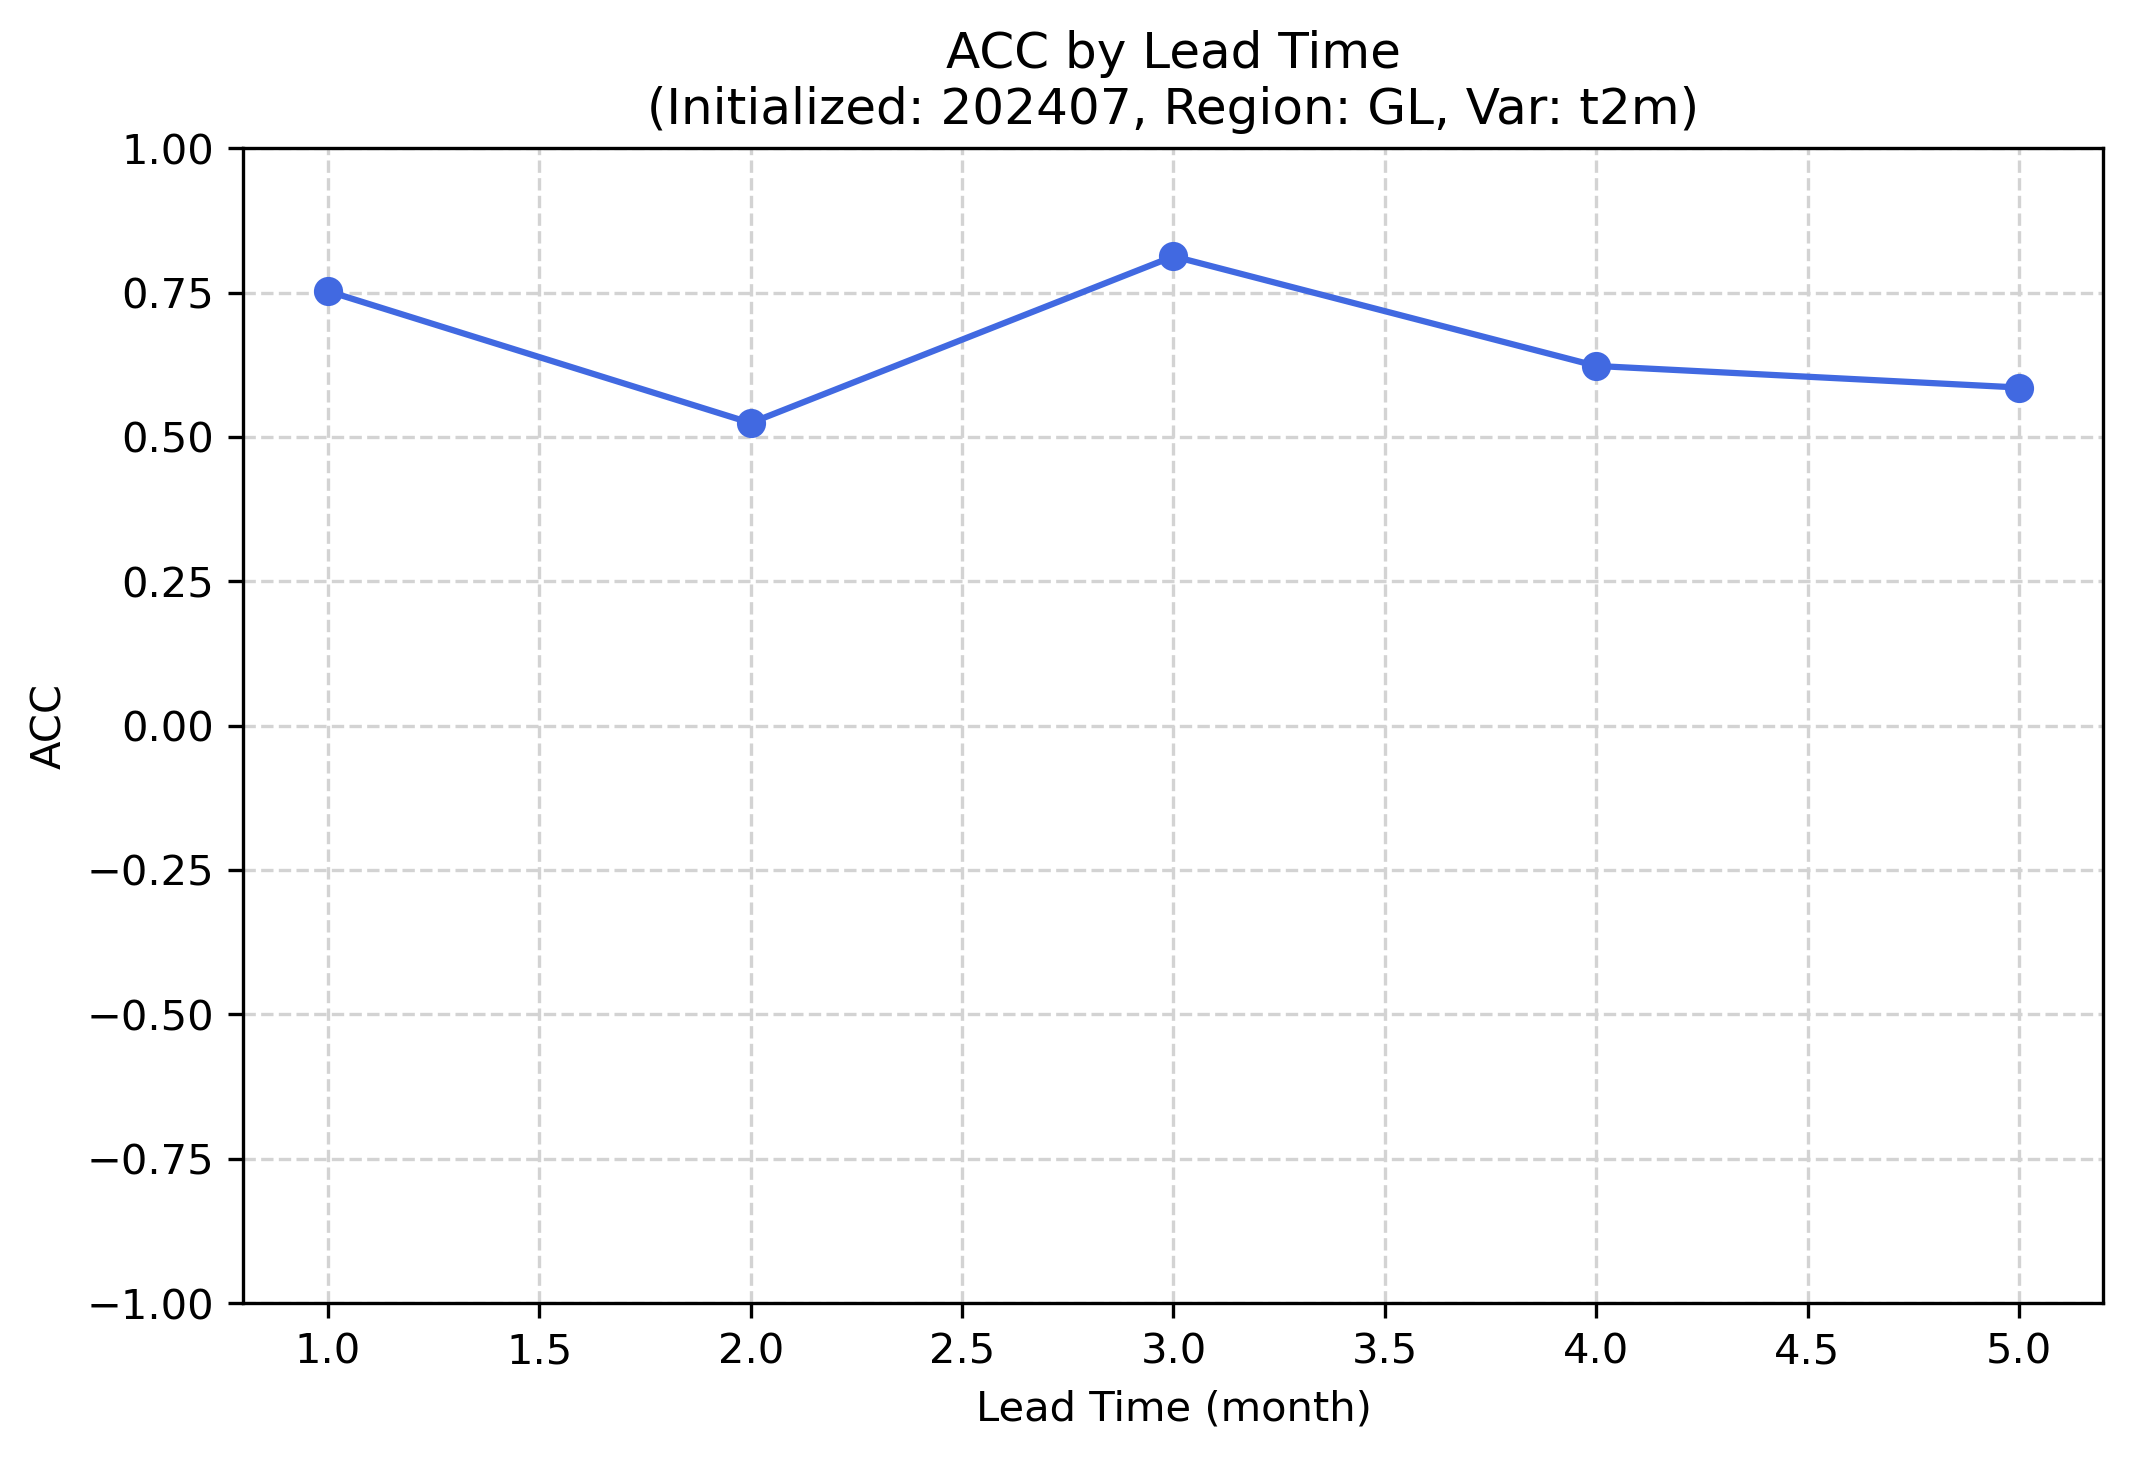 ACC by Lead Time
(Initialized: 202407, Region: GL, Var: t2m)
1.00
0.75
0.50
0.25
0.00
−0.25
−0.50
−0.75
−1.00
ACC
1.0 1.5 2.0 2.5 3.0 3.5 4.0 4.5 5.0
Lead Time (month)